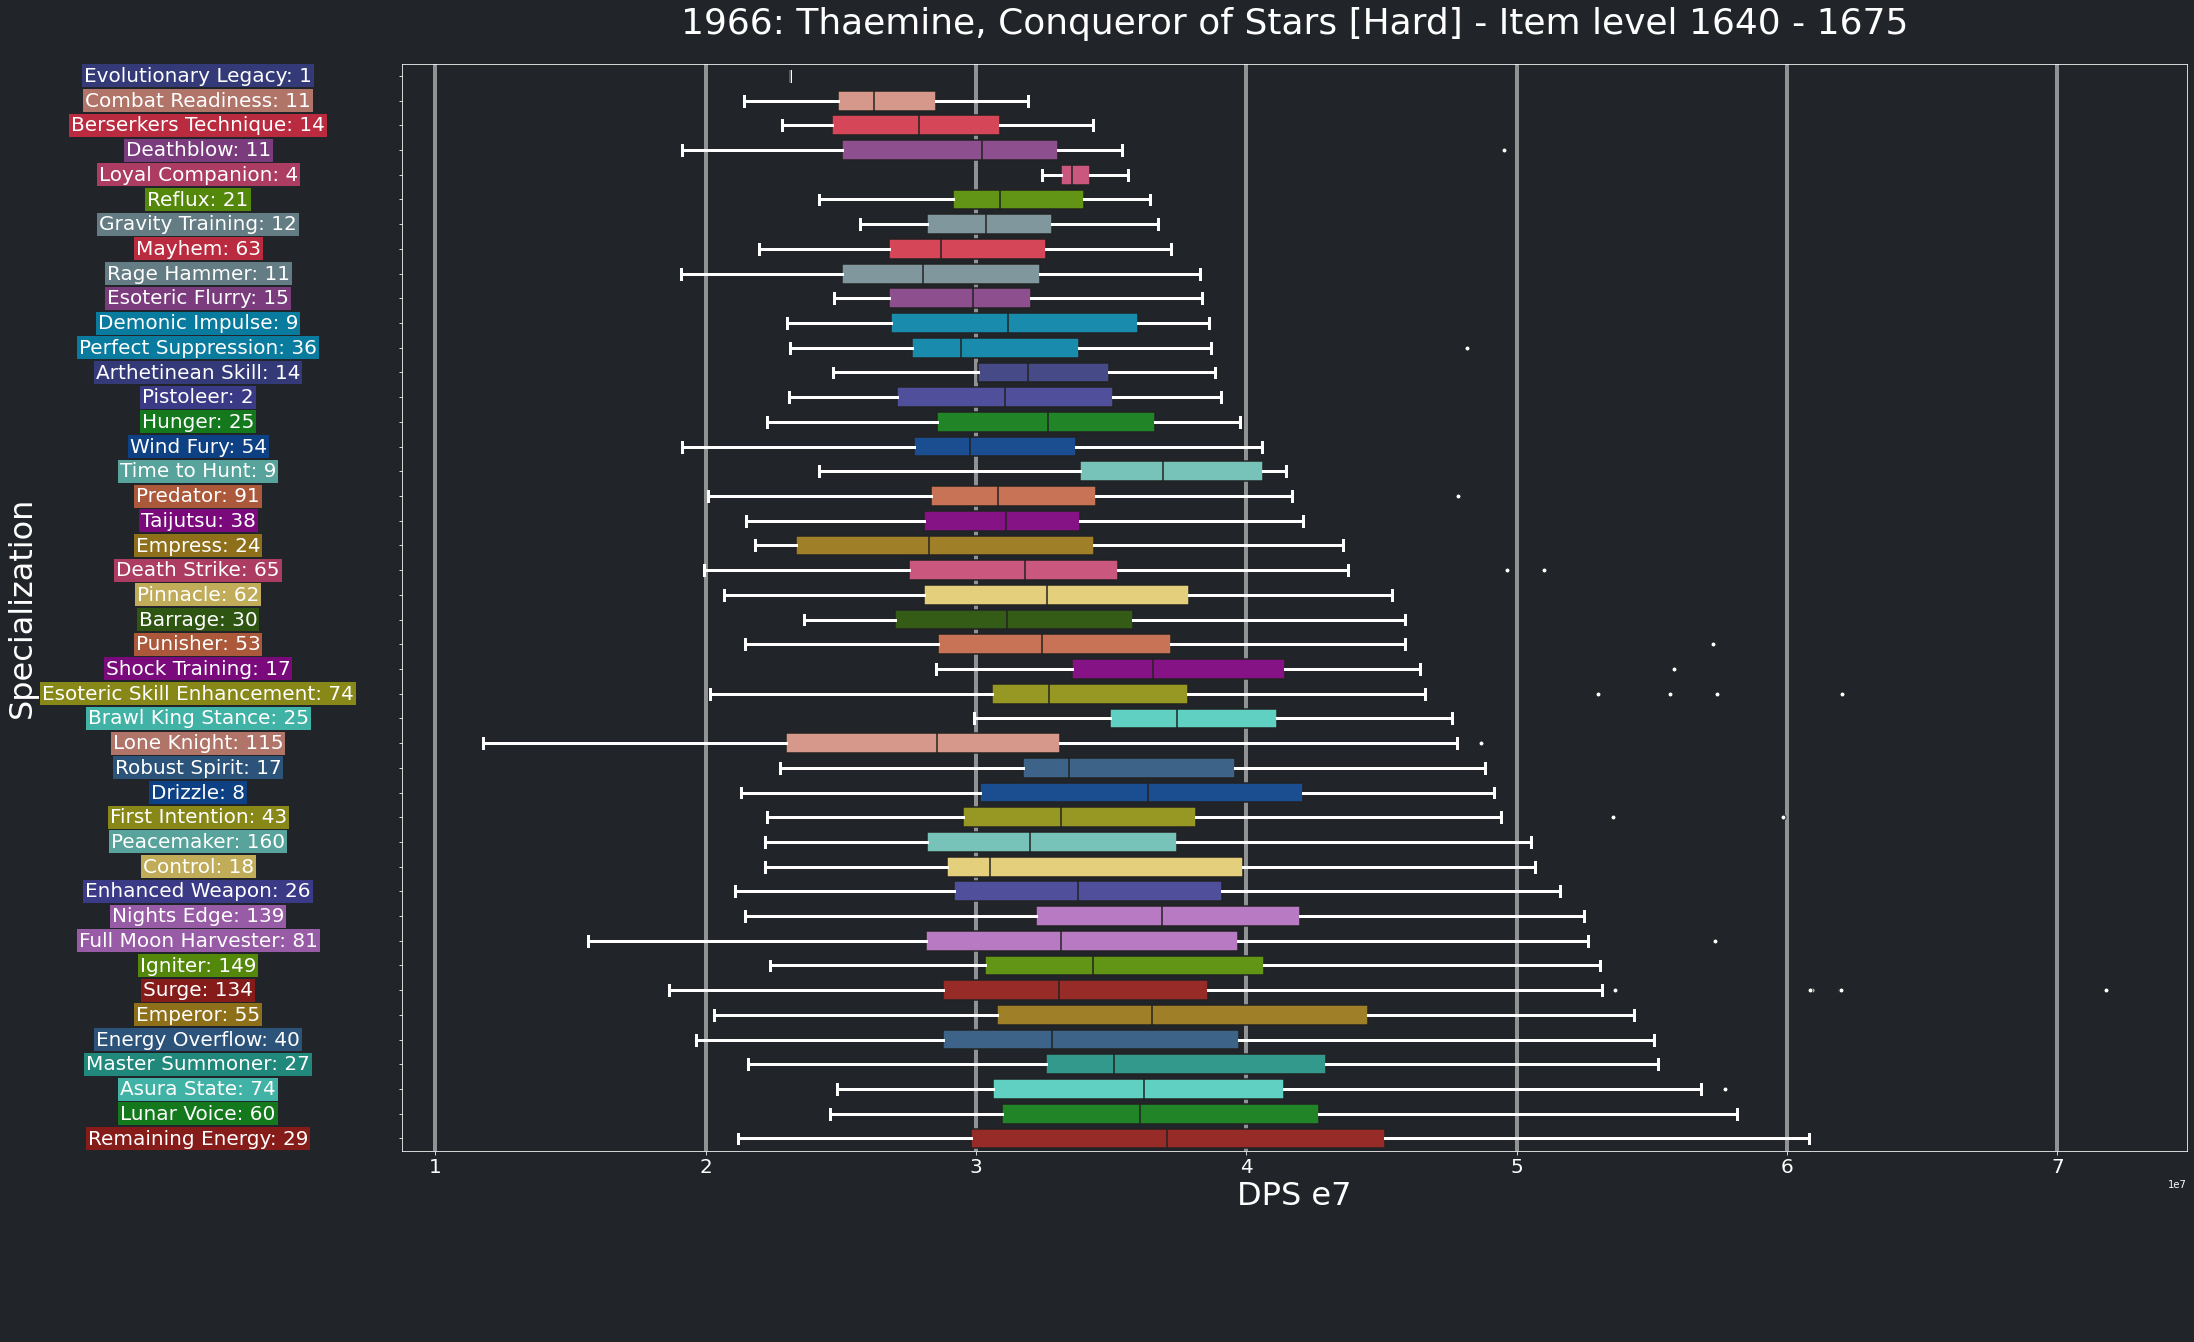 1966: Thaemine, Conqueror of Stars [Hard] - Item level 1640 - 1675
Specialization
Evolutionary Legacy: 1
Combat Readiness: 11
Berserkers Technique: 14
Deathblow: 11
Loyal Companion: 4
Reflux: 21
Gravity Training: 12
Mayhem: 63
Rage Hammer: 11
Esoteric Flurry: 15
Demonic Impulse: 9
Perfect Suppression: 36
Arthetinean Skill: 14
Pistoleer: 2
Hunger: 25
Wind Fury: 54
Time to Hunt: 9
Predator: 91
Taijutsu: 38
Empress: 24
Death Strike: 65
Pinnacle: 62
Barrage: 30
Punisher: 53
Shock Training: 17
Esoteric Skill Enhancement: 74
Brawl King Stance: 25
Lone Knight: 115
Robust Spirit: 17
Drizzle: 8
First Intention: 43
Peacemaker: 160
Control: 18
Enhanced Weapon: 26
Nights Edge: 139
Full Moon Harvester: 81
Igniter: 149
Surge: 134
Emperor: 55
Energy Overflow: 40
Master Summoner: 27
Asura State: 74
Lunar Voice: 60
Remaining Energy: 29
1 2 3 4 5 6 7
1e7
DPS e7